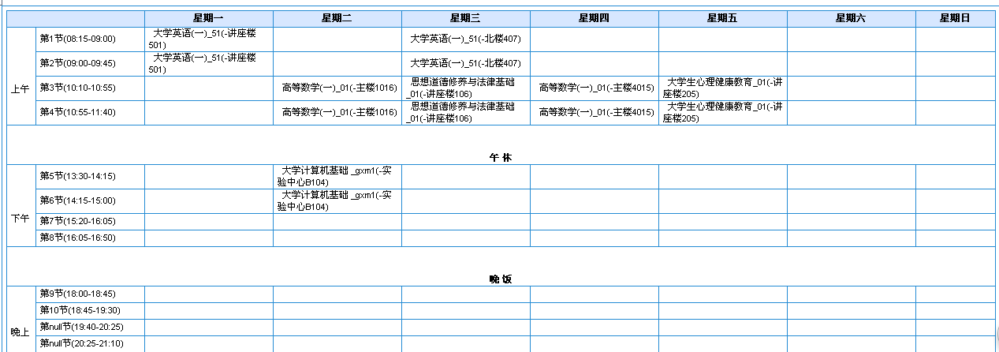 星期一 星期二 星期三 星期四 星期五 星期六 星期日
上午
第1节(08:15-09:00) 大学英语(一)_51(-讲座楼501) 大学英语(一)_51(-北楼407)
第2节(09:00-09:45) 大学英语(一)_51(-讲座楼501) 大学英语(一)_51(-北楼407)
第3节(10:10-10:55) 高等数学(一)_01(-主楼1016) 思想道德修养与法律基础_01(-讲座楼106) 高等数学(一)_01(-主楼4015) 大学生心理健康教育_01(-讲座楼205)
第4节(10:55-11:40) 高等数学(一)_01(-主楼1016) 思想道德修养与法律基础_01(-讲座楼106) 高等数学(一)_01(-主楼4015) 大学生心理健康教育_01(-讲座楼205)
午 休
下午
第5节(13:30-14:15) 大学计算机基础 _gxm1(-实验中心B104)
第6节(14:15-15:00) 大学计算机基础 _gxm1(-实验中心B104)
第7节(15:20-16:05)
第8节(16:05-16:50)
晚 饭
晚上
第9节(18:00-18:45)
第10节(18:45-19:30)
第null节(19:40-20:25)
第null节(20:25-21:10)